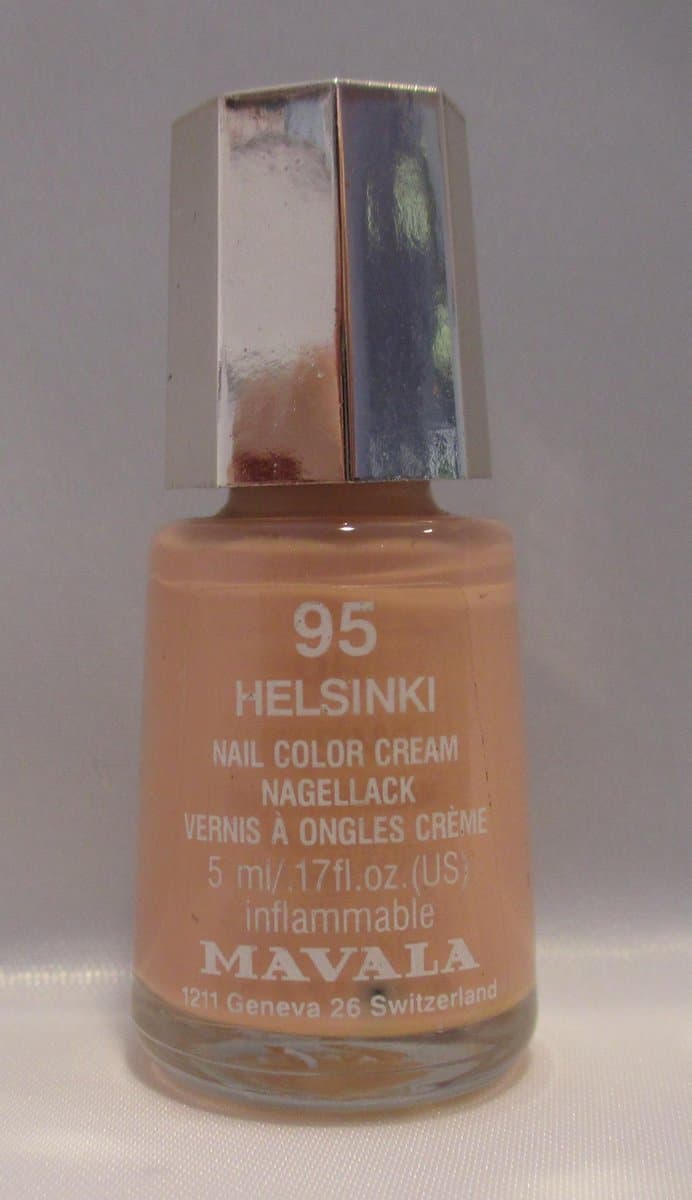 95
HELSINKI
NAIL COLOR CREAM
NAGELLACK
VERNIS À ONGLES CRÈME
5 ml/.17fl.oz.(US)
inflammable
MAVALA
1211 Geneva 26 Switzerland